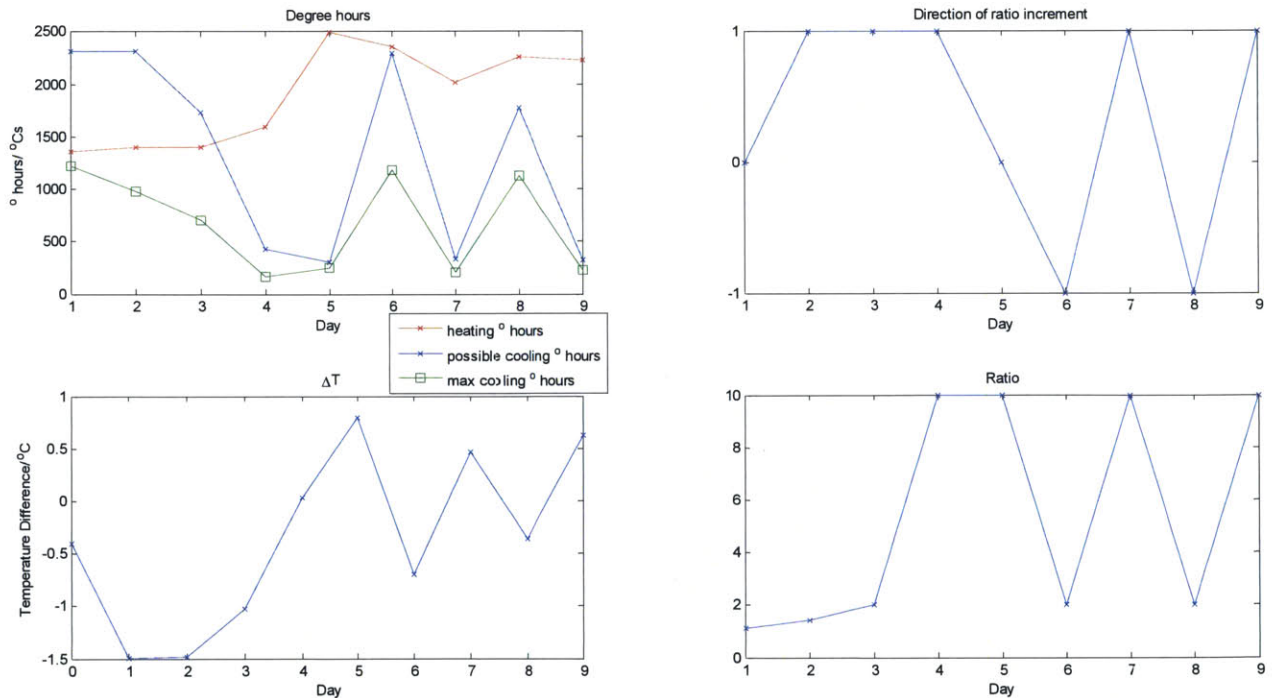 Degree hours
2500
2000
1500
1000
500
0
º hours/ ºCs
1 2 3 4 5 6 7 8 9
Day
heating º hours
possible cooling º hours
max cooling º hours
Direction of ratio increment
1
0
-1
1 2 3 4 5 6 7 8 9
Day
ΔT
1
0.5
0
-0.5
-1
-1.5
Temperature Difference/ºC
0 1 2 3 4 5 6 7 8 9
Day
Ratio
10
8
6
4
2
0
1 2 3 4 5 6 7 8 9
Day